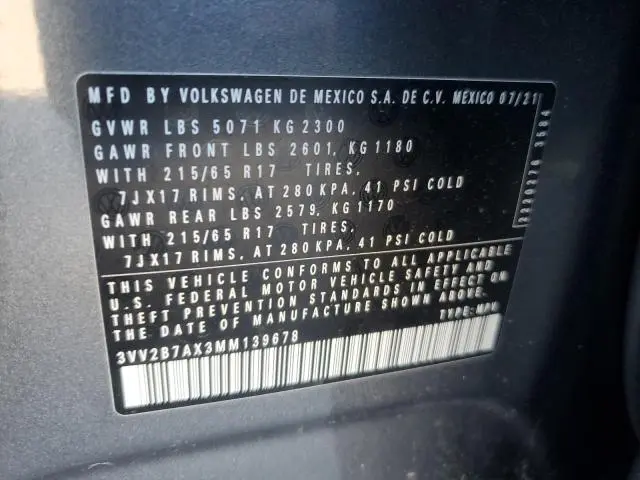 MFD BY VOLKSWAGEN DE MEXICO S.A. DE C.V. MEXICO 07/21
GVWR LBS 5071 KG 2300
GAWR FRONT LBS 2601, KG 1180
WITH 215/65 R17 TIRES,
7JX17 RIMS, AT 280 KPA, 41 PSI COLD
GAWR REAR LBS 2579, KG 1170
WITH 215/65 R17 TIRES,
7JX17 RIMS, AT 280 KPA, 41 PSI COLD
THIS VEHICLE CONFORMS TO ALL APPLICABLE
U.S. FEDERAL MOTOR VEHICLE SAFETY AND
THEFT PREVENTION STANDARDS IN EFFECT ON
THE DATE OF MANUFACTURE SHOWN ABOVE.
3VV2B7AX3MM139678 TYPE: MPV
3584